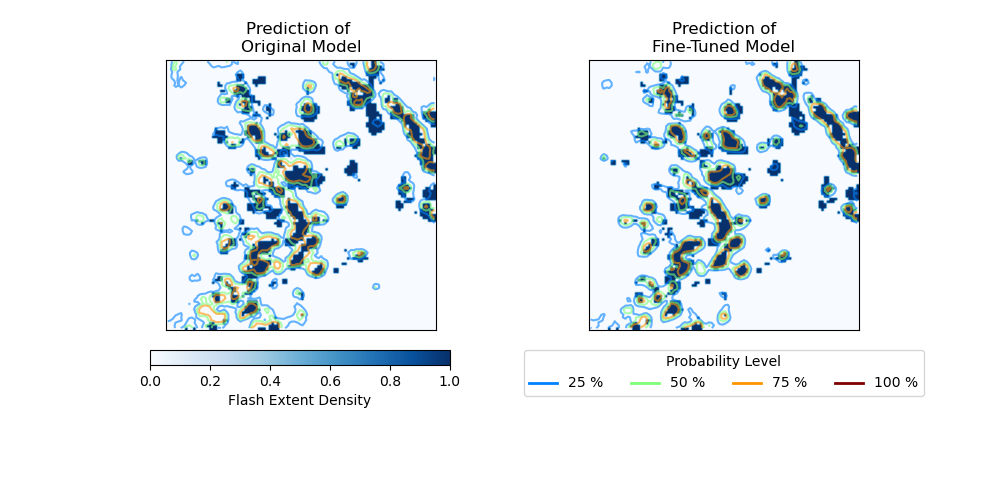 Prediction of
Original Model
Prediction of
Fine-Tuned Model
0.0 0.2 0.4 0.6 0.8 1.0
Flash Extent Density
Probability Level
25 % 50 % 75 % 100 %